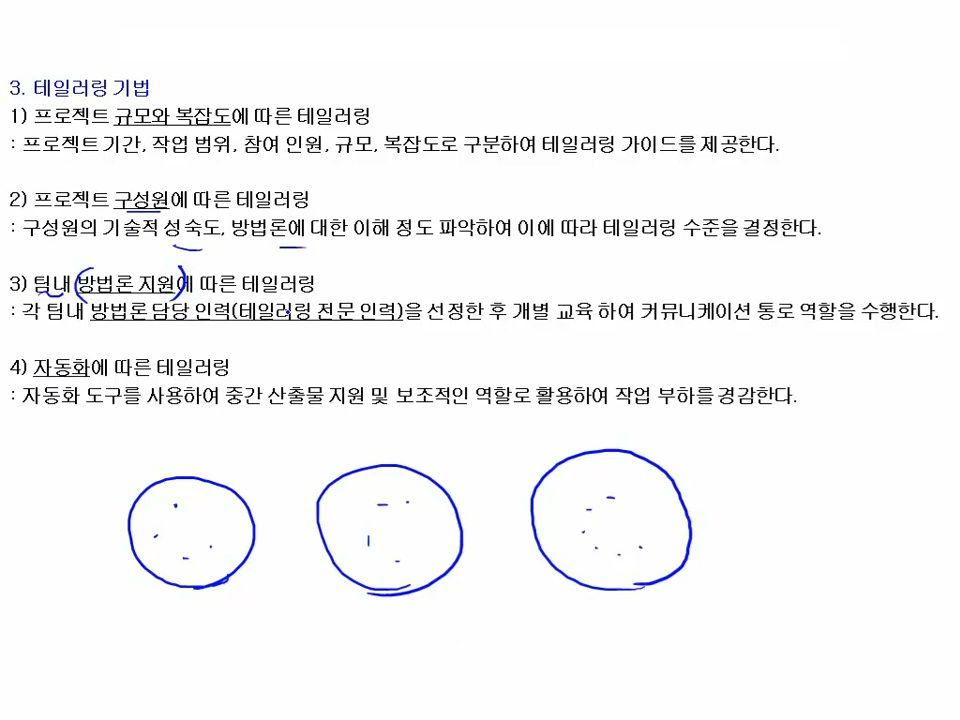 3. 테일러링 기법
1) 프로젝트 규모와 복잡도에 따른 테일러링
: 프로젝트 기간, 작업 범위, 참여 인원, 규모, 복잡도로 구분하여 테일러링 가이드를 제공한다.
2) 프로젝트 구성원에 따른 테일러링
: 구성원의 기술적 성숙도, 방법론에 대한 이해 정도 파악하여 이에 따라 테일러링 수준을 결정한다.
3) 팀내 방법론 지원에 따른 테일러링
: 각 팀내 방법론 담당 인력(테일러링 전문 인력)을 선정한 후 개별 교육 하여 커뮤니케이션 통로 역할을 수행한다.
4) 자동화에 따른 테일러링
: 자동화 도구를 사용하여 중간 산출물 지원 및 보조적인 역할로 활용하여 작업 부하를 경감한다.